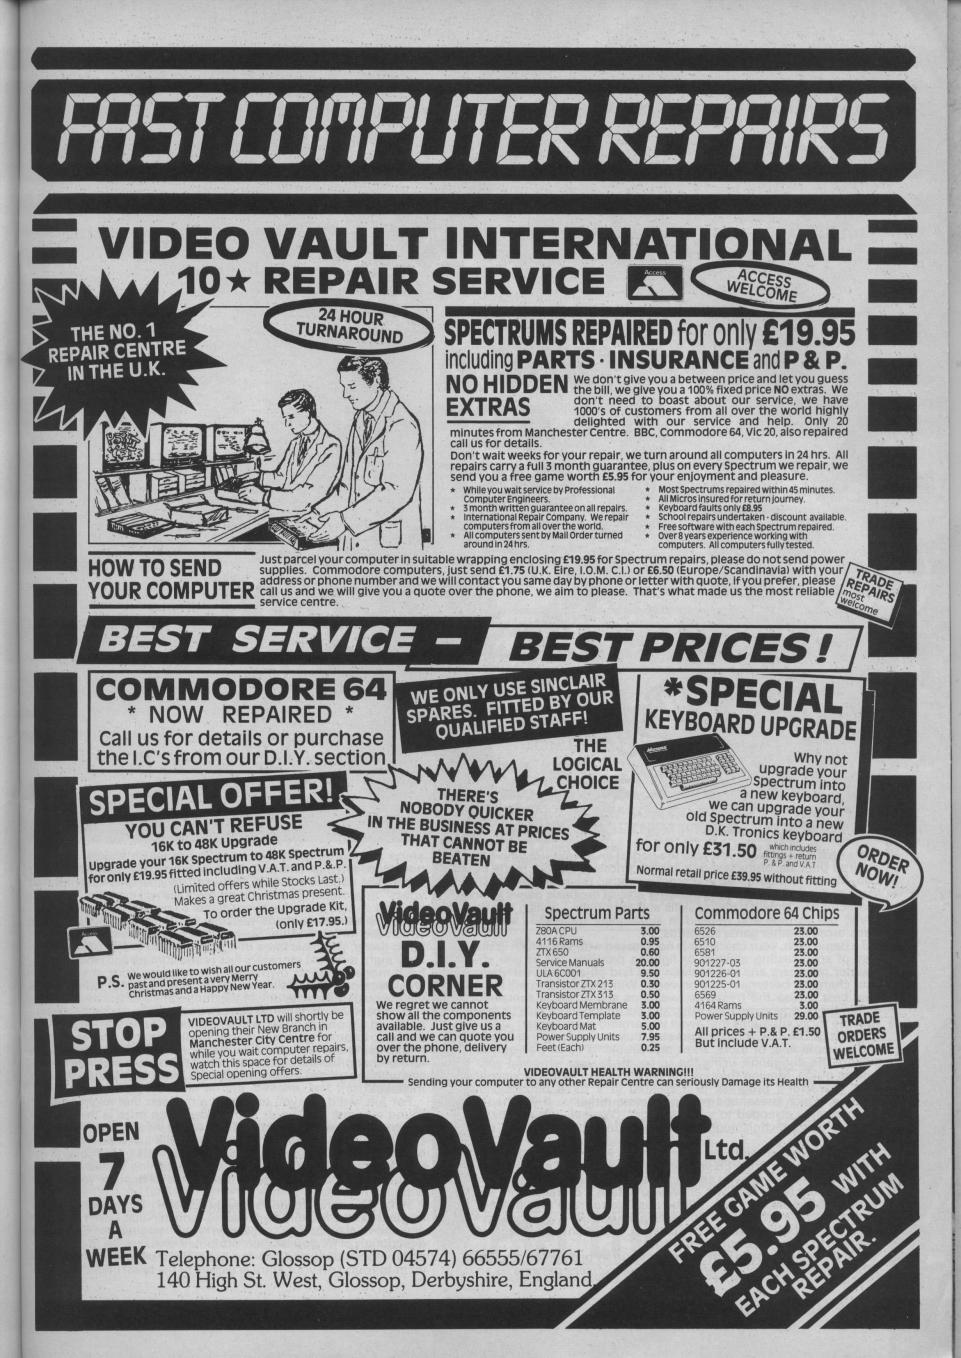 FAST COMPUTER REPAIRS
VIDEO VAULT INTERNATIONAL
10★ REPAIR SERVICE
Access
ACCESS
WELCOME
THE NO. 1
REPAIR CENTRE
IN THE U.K.
24 HOUR
TURNAROUND
SPECTRUMS REPAIRED for only £19.95
including PARTS · INSURANCE and P & P.
NO HIDDEN
EXTRAS
We don't give you a between price and let you guess
the bill, we give you a 100% fixed price NO extras. We
don't need to boast about our service, we have
1000's of customers from all over the world highly
delighted with our service and help. Only 20
minutes from Manchester Centre. BBC, Commodore 64, Vic 20, also repaired
call us for details.
Don't wait weeks for your repair, we turn around all computers in 24 hrs. All
repairs carry a full 3 month guarantee, plus on every Spectrum we repair, we
send you a free game worth £5.95 for your enjoyment and pleasure.
* While you wait service by Professional
Computer Engineers.
* 3 month written guarantee on all repairs.
* International Repair Company. We repair
computers from all over the world.
* All computers sent by Mail Order turned
around in 24 hrs.
* Most Spectrums repaired within 45 minutes.
* All Micros insured for return journey.
* Keyboard faults only £8.95
* School repairs undertaken - discount available.
* Free software with each Spectrum repaired.
* Over 8 years experience working with
computers. All computers fully tested.
HOW TO SEND
YOUR COMPUTER
Just parcel your computer in suitable wrapping enclosing £19.95 for Spectrum repairs, please do not send power
supplies. Commodore computers, just send £1.75 (U.K. Eire, I.O.M. C.I.) or £6.50 (Europe/Scandinavia) with your
address or phone number and we will contact you same day by phone or letter with quote, if you prefer, please
call us and we will give you a quote over the phone, we aim to please. That's what made us the most reliable
service centre.
TRADE
REPAIRS
most
welcome
BEST SERVICE – BEST PRICES!
COMMODORE 64
* NOW REPAIRED *
Call us for details or purchase
the I.C's from our D.I.Y. section
WE ONLY USE SINCLAIR
SPARES. FITTED BY OUR
QUALIFIED STAFF!
THE
LOGICAL
CHOICE
*SPECIAL
KEYBOARD UPGRADE
Why not
upgrade your
Spectrum into
a new keyboard,
we can upgrade your
old Spectrum into a new
D.K. Tronics keyboard
for only £31.50 which includes
fittings + return
P. & P. and V.A.T.
Normal retail price £39.95 without fitting
ORDER
NOW!
SPECIAL OFFER!
YOU CAN'T REFUSE
16K to 48K Upgrade
Upgrade your 16K Spectrum to 48K Spectrum
for only £19.95 fitted including V.A.T. and P.&.P.
(Limited offers while Stocks Last.)
Makes a great Christmas present.
To order the Upgrade Kit,
(only £17.95.)
Access
P.S. We would like to wish all our customers
past and present a very Merry
Christmas and a Happy New Year.
THERE'S
NOBODY QUICKER
IN THE BUSINESS AT PRICES
THAT CANNOT BE
BEATEN
VideoVault
D.I.Y.
CORNER
We regret we cannot
show all the components
available. Just give us a
call and we can quote you
over the phone, delivery
by return.
Spectrum Parts
Z80A CPU 3.00
4116 Rams 0.95
ZTX 650 0.60
Service Manuals 20.00
ULA 6C001 9.50
Transistor ZTX 213 0.30
Transistor ZTX 313 0.50
Keyboard Membrane 3.00
Keyboard Template 3.00
Keyboard Mat 5.00
Power Supply Units 7.95
Feet (Each) 0.25
Commodore 64 Chips
6526 23.00
6510 23.00
6581 23.00
901227-03 23.00
901226-01 23.00
901225-01 23.00
6569 23.00
4164 Rams 3.00
Power Supply Units 29.00
All prices + P.& P. £1.50
But include V.A.T.
TRADE
ORDERS
WELCOME
STOP
PRESS
VIDEOVAULT LTD will shortly be
opening their New Branch in
Manchester City Centre for
while you wait computer repairs,
watch this space for details of
Special opening offers.
VIDEOVAULT HEALTH WARNING!!!
Sending your computer to any other Repair Centre can seriously Damage its Health
OPEN
7
DAYS
A
WEEK
VideoVault Ltd.
VideoVault
Telephone: Glossop (STD 04574) 66555/67761
140 High St. West, Glossop, Derbyshire, England.
FREE GAME WORTH
£5.95 WITH
EACH SPECTRUM
REPAIR.